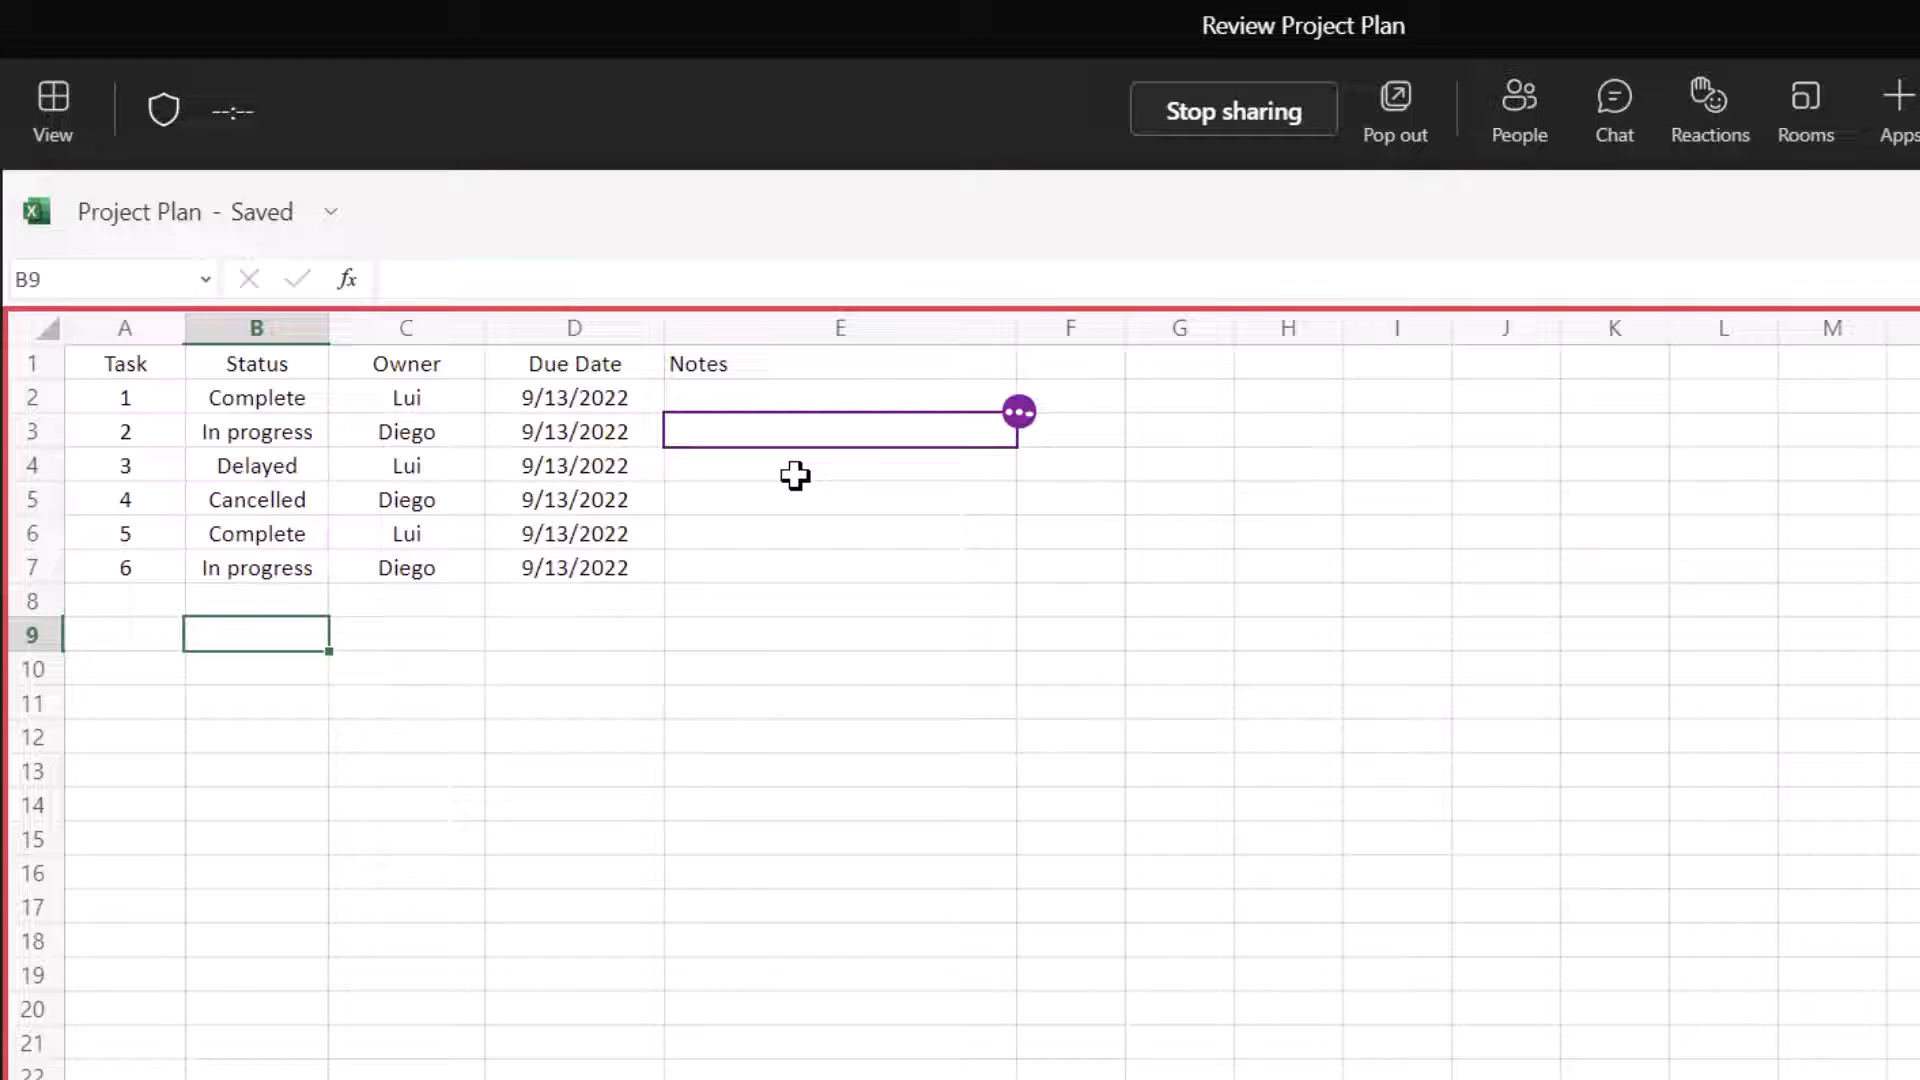 Review Project Plan
View --:-- Stop sharing Pop out People Chat Reactions Rooms Apps
Project Plan - Saved
B9 fx
A B C D E F G H I J K L M
1 Task Status Owner Due Date Notes
2 1 Complete Lui 9/13/2022
3 2 In progress Diego 9/13/2022
4 3 Delayed Lui 9/13/2022
5 4 Cancelled Diego 9/13/2022
6 5 Complete Lui 9/13/2022
7 6 In progress Diego 9/13/2022
8
9
10
11
12
13
14
15
16
17
18
19
20
21
22